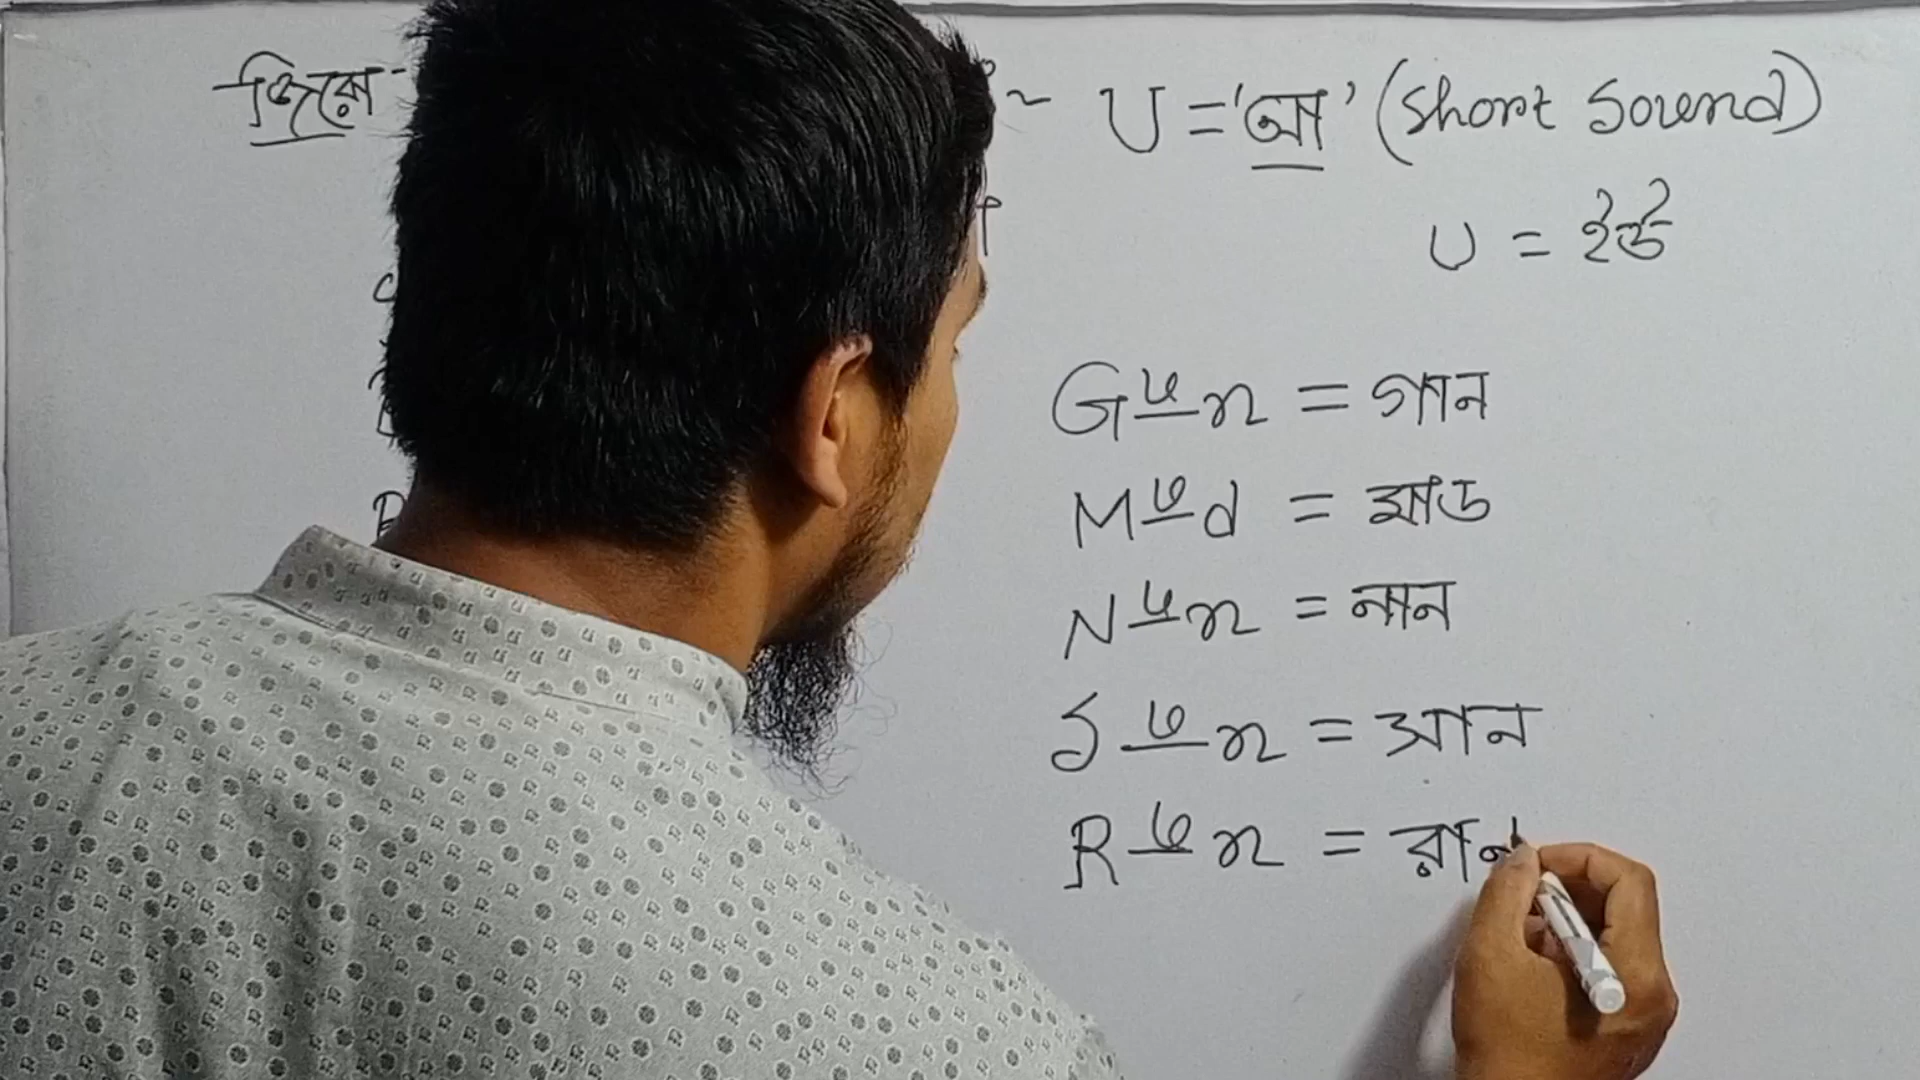 জিরো U = 'আ' (Short Sound)
U = ইউ
Gun = গান
Mud = মাড
Nun = নান
Sun = সান
Run = রান